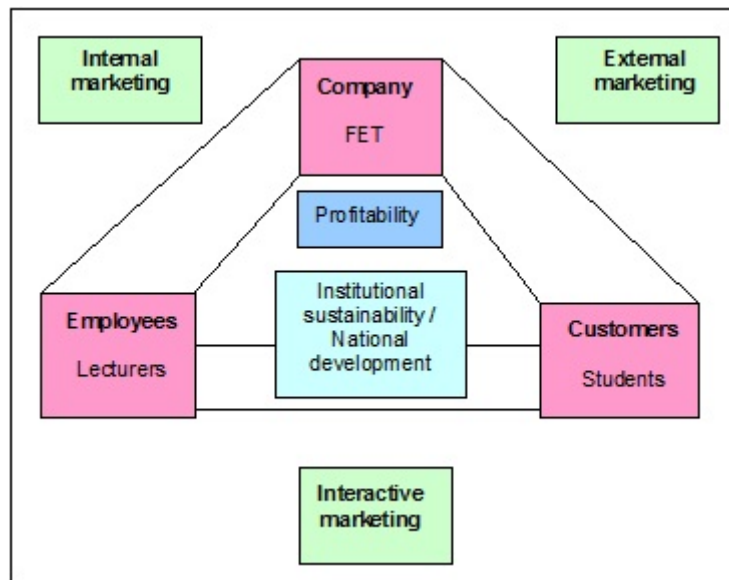 Internal
marketing
External
marketing
Company
FET
Profitability
Institutional
sustainability /
National
development
Employees
Lecturers
Customers
Students
Interactive
marketing